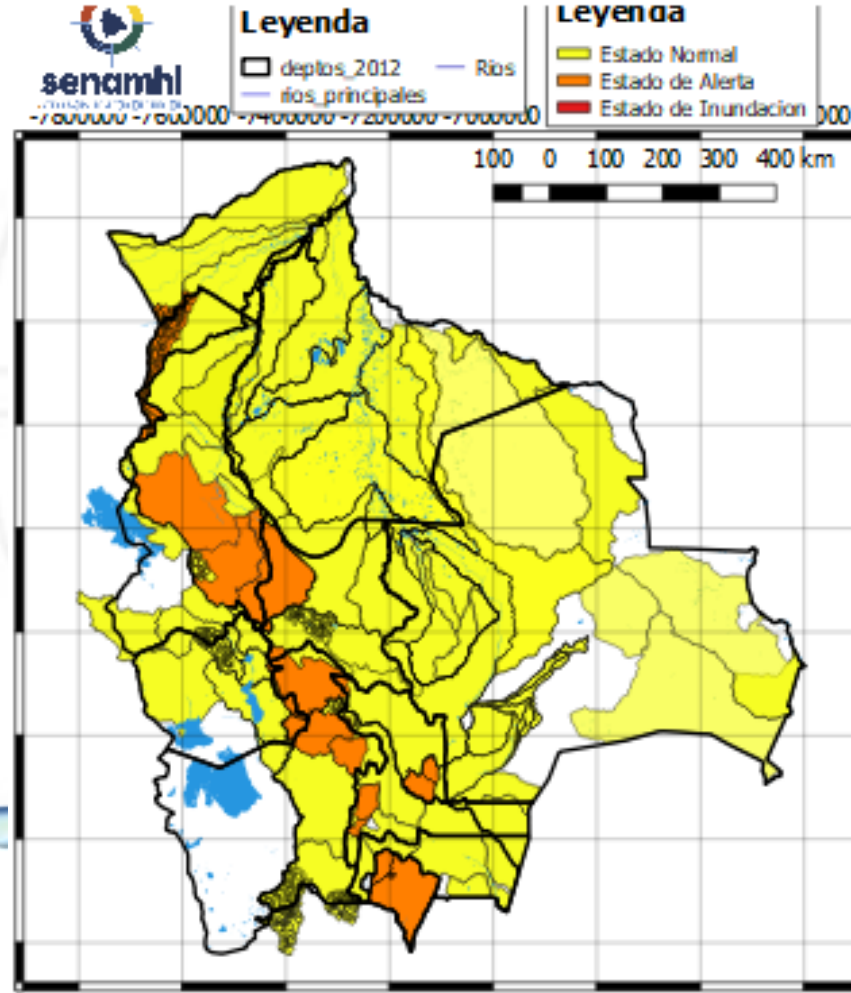 Leyenda
deptos_2012
Rios
rios_principales
Leyenda
Estado Normal
Estado de Alerta
Estado de Inundacion
senamhi
-7800000 -7600000 -7400000 -7200000 -7000000
100 0 100 200 300 400 km